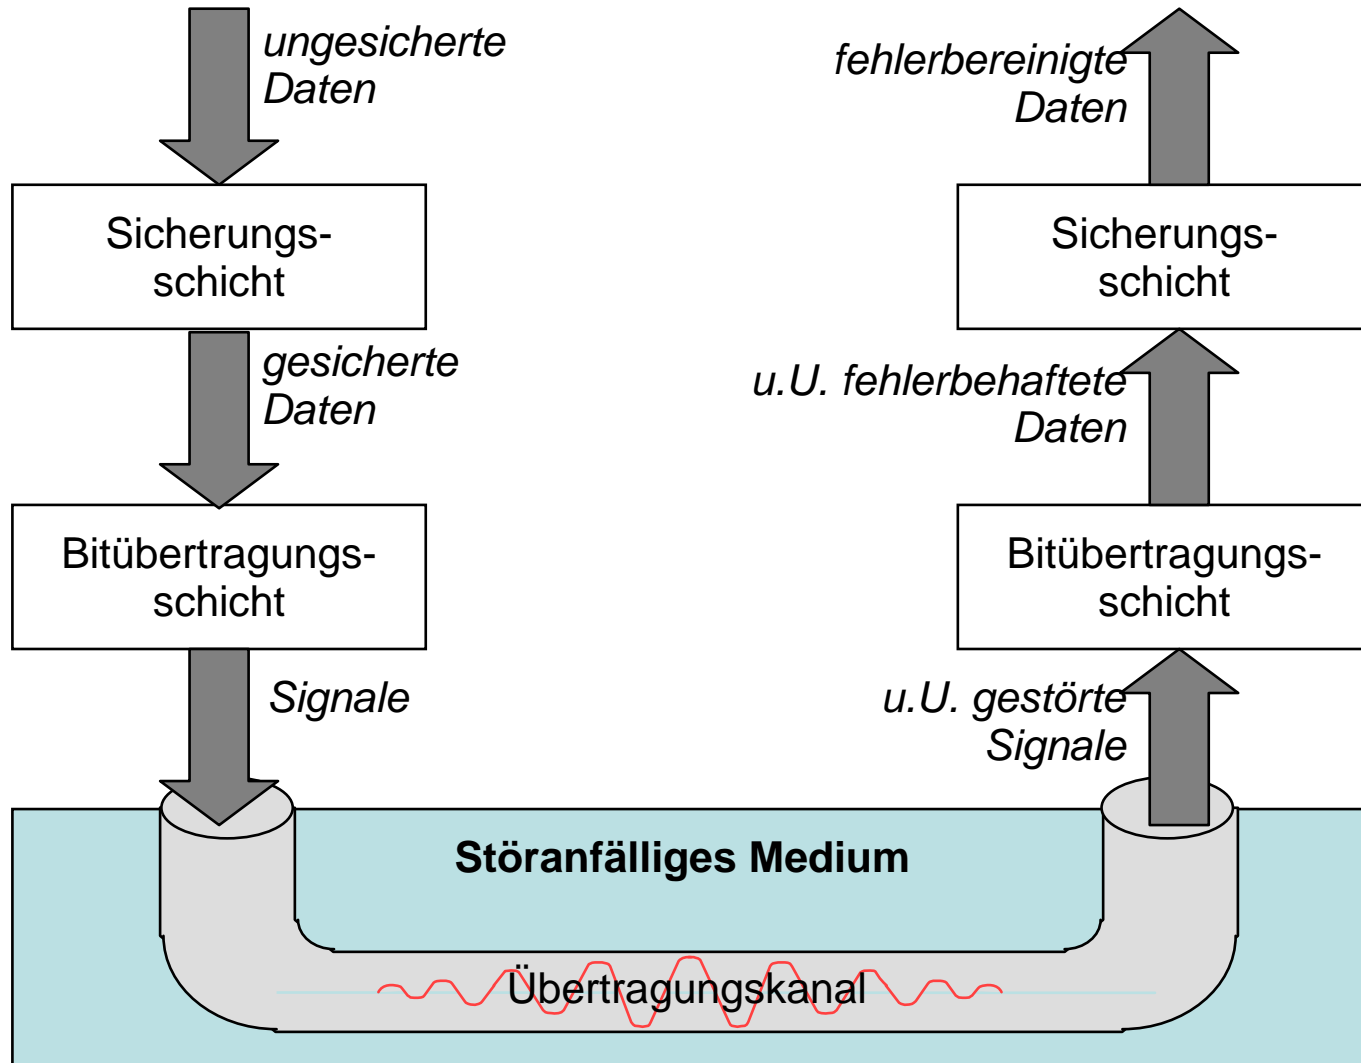 ungesicherte
Daten
fehlerbereinigte
Daten
Sicherungs-
schicht
Sicherungs-
schicht
gesicherte
Daten
u.U. fehlerbehaftete
Daten
Bitübertragungs-
schicht
Bitübertragungs-
schicht
Signale
u.U. gestörte
Signale
Störanfälliges Medium
Übertragungskanal